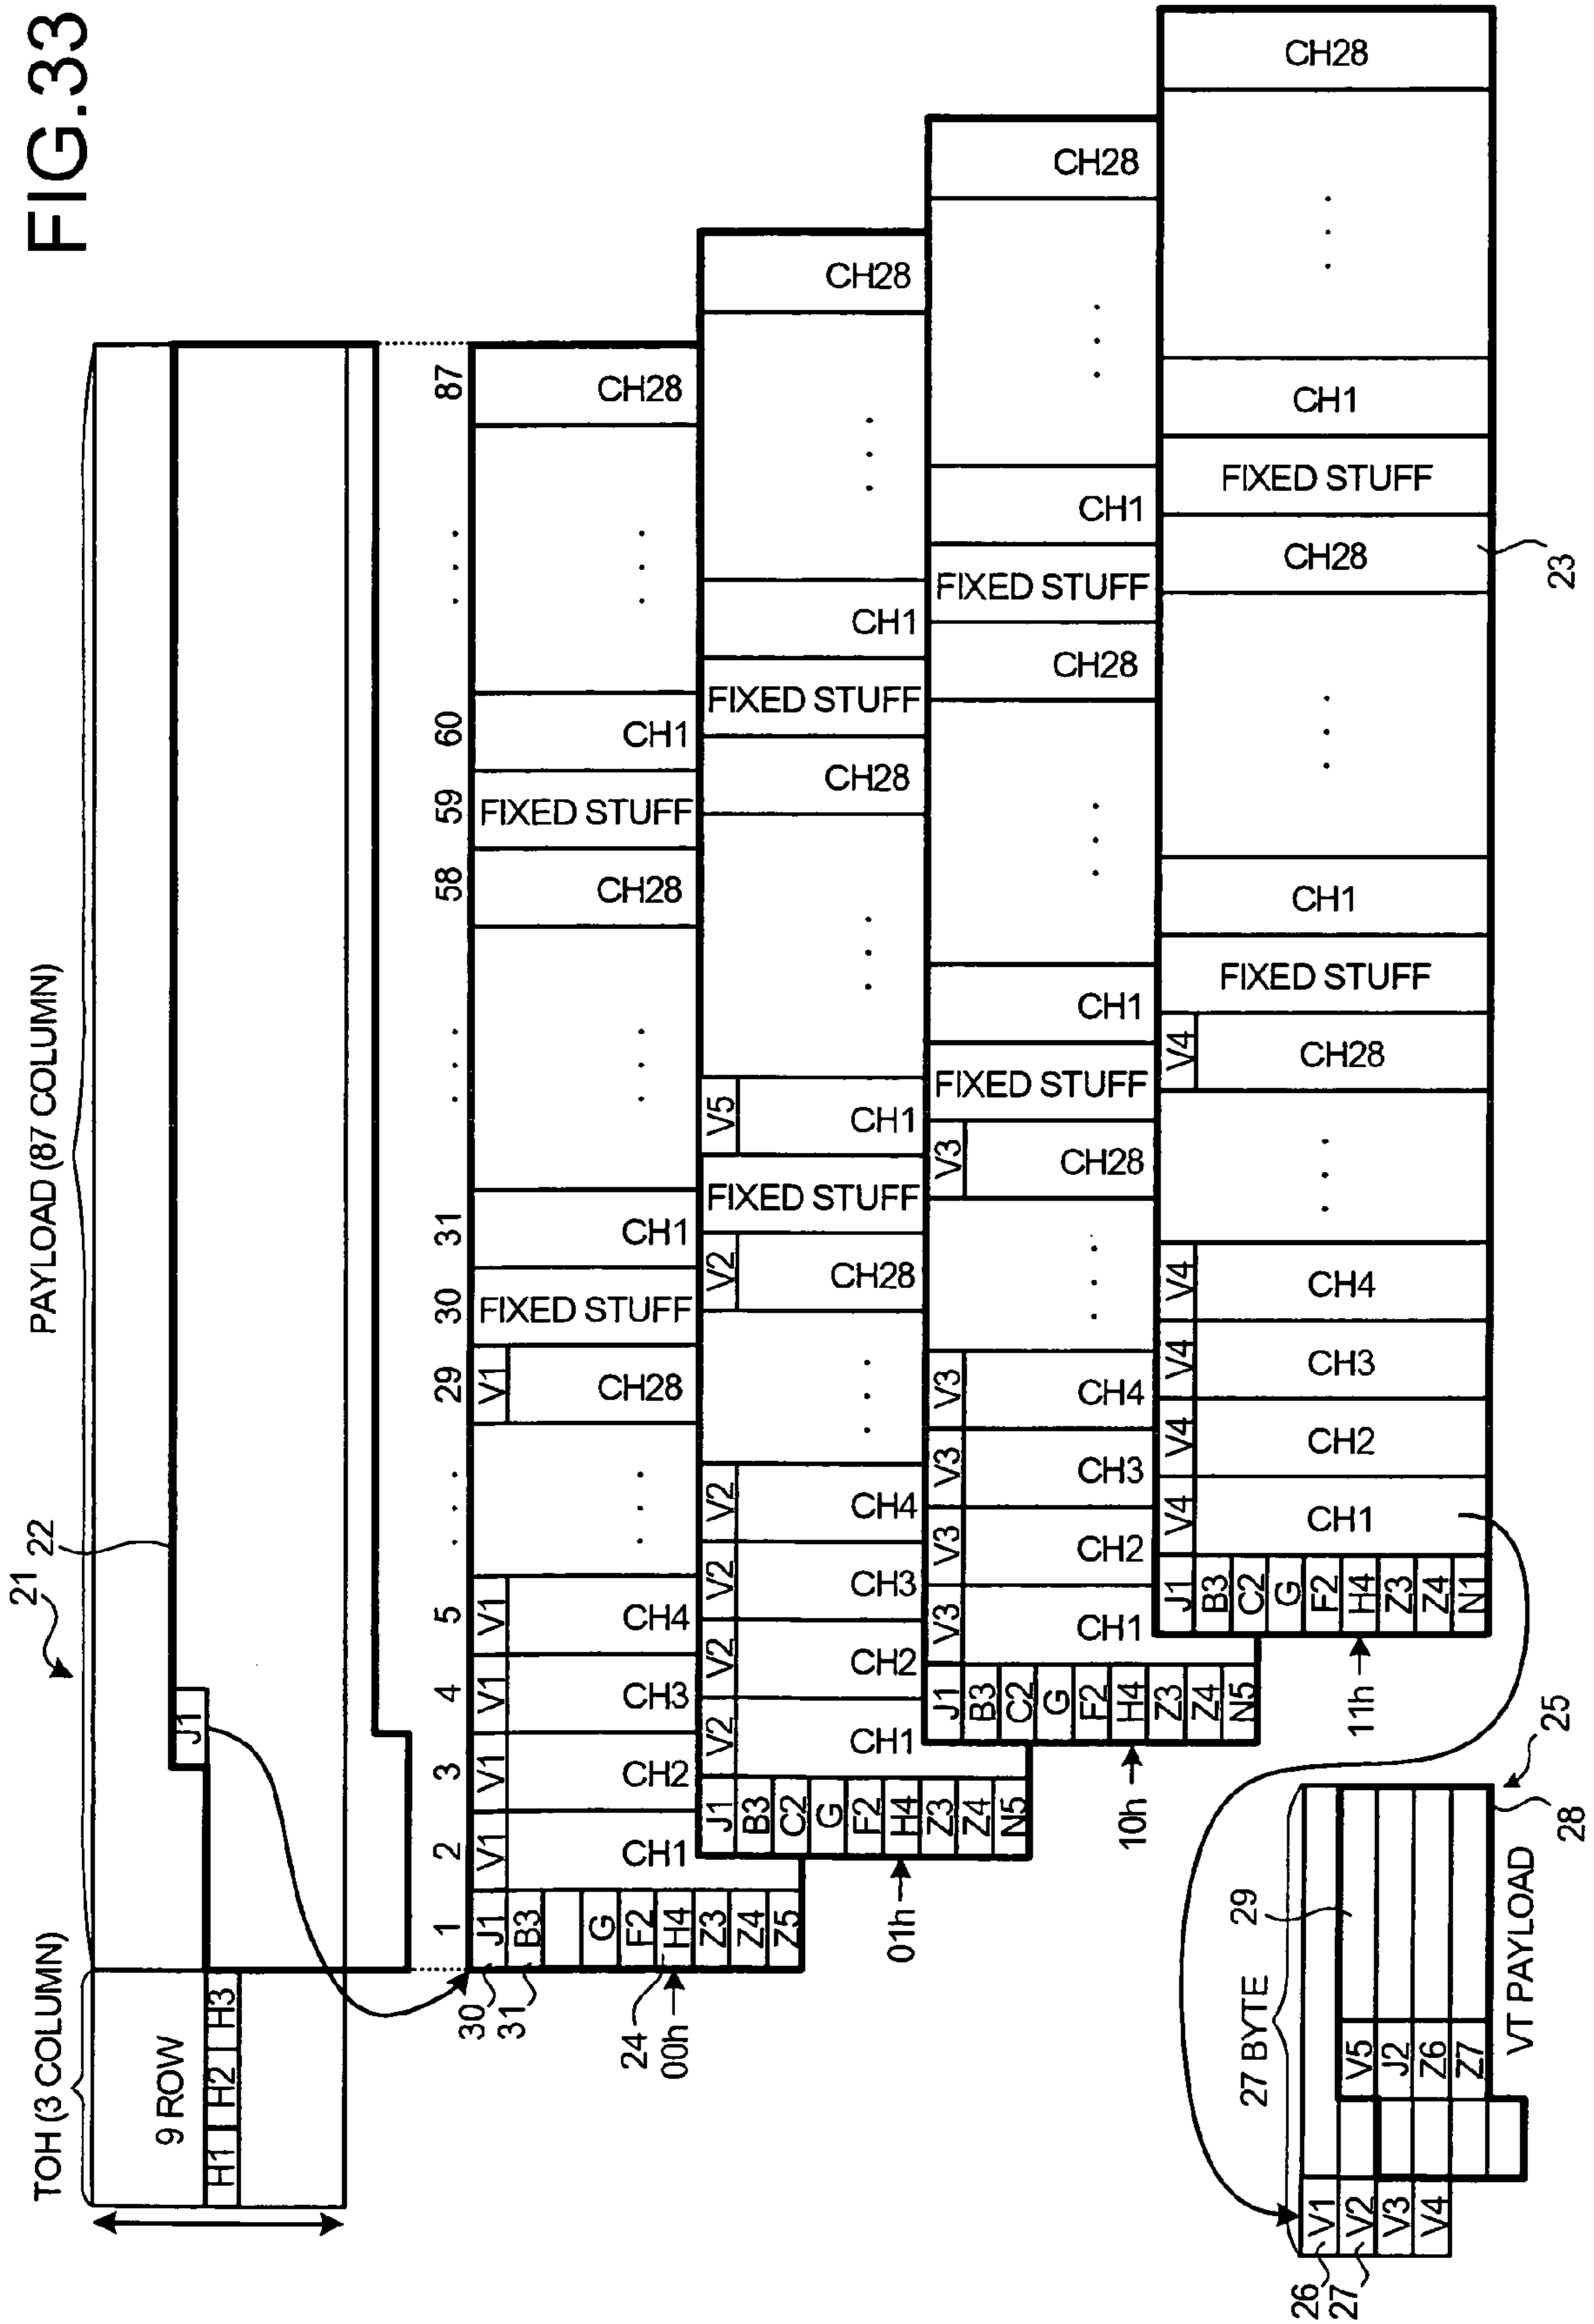 FIG.33
TOH (3 COLUMN)
PAYLOAD (87 COLUMN)
21
22
9 ROW
H1 H2 H3
J1
1 2 3 4 5 . . . 29 30 31 . . . 58 59 60 . . . 87
30
31
24
00h
J1 V1 V1 V1 V1 V1
B3
G
F2
H4
Z3
Z4
Z5
CH1 CH2 CH3 CH4 . . . CH28 FIXED STUFF CH1 . . . CH28 FIXED STUFF CH1 . . . CH28
01h
J1 V2 V2 V2 V2 V2 V5
B3
C2
G
F2
H4
Z3
Z4
N5
CH1 CH2 CH3 CH4 . . . CH28 FIXED STUFF CH1 . . . CH28 FIXED STUFF CH1 . . . CH28
10h
J1 V3 V3 V3 V3 V3
B3
C2
G
F2
H4
Z3
Z4
N5
CH1 CH2 CH3 CH4 . . . CH28 FIXED STUFF CH1 . . . CH28 FIXED STUFF CH1 . . . CH28
11h
J1 V4 V4 V4 V4 V4
B3
C2
G
F2
H4
Z3
Z4
N1
CH1 CH2 CH3 CH4 . . . CH28 FIXED STUFF CH1 . . . CH28 FIXED STUFF CH1 . . . CH28
23
27 BYTE
29
26
27
V1
V2 V5
V3 J2
V4 Z6
Z7
VT PAYLOAD
28
25